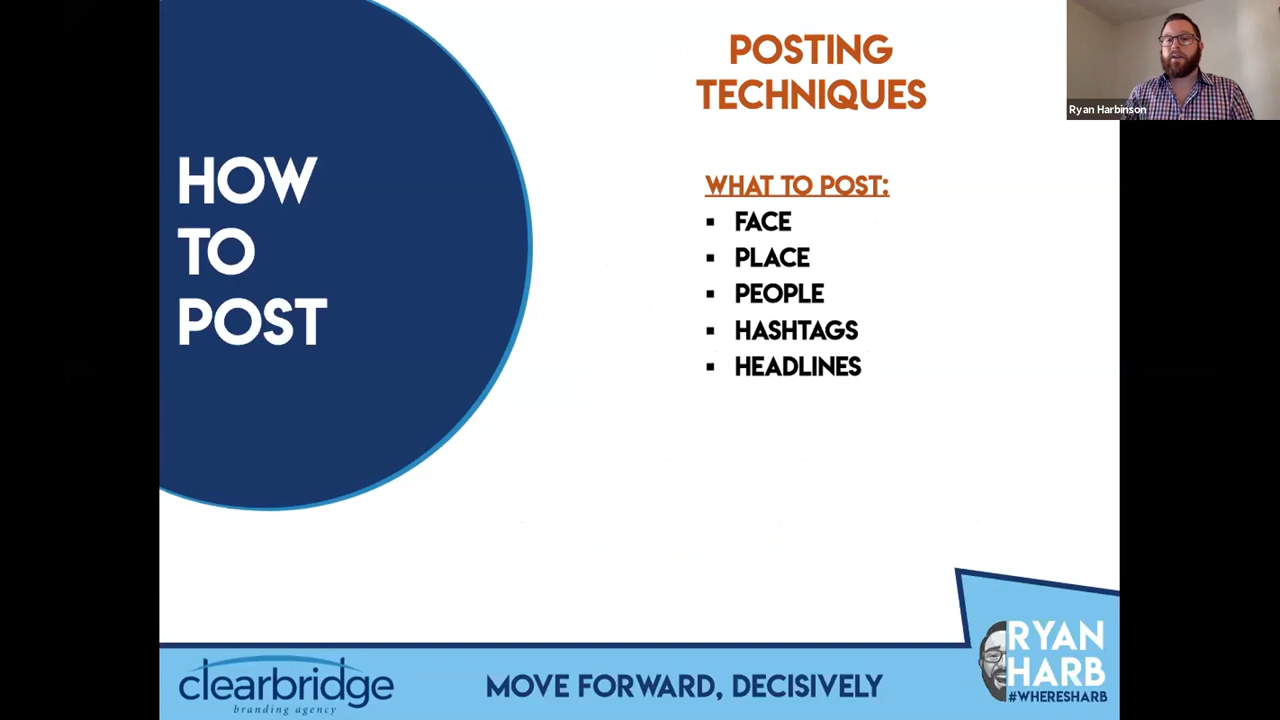 HOW
TO
POST
POSTING
TECHNIQUES
WHAT TO POST:
▪ FACE
▪ PLACE
▪ PEOPLE
▪ HASHTAGS
▪ HEADLINES
Ryan Harbinson
clearbridge
branding agency
MOVE FORWARD, DECISIVELY
RYAN
HARB
#WHERESHARB